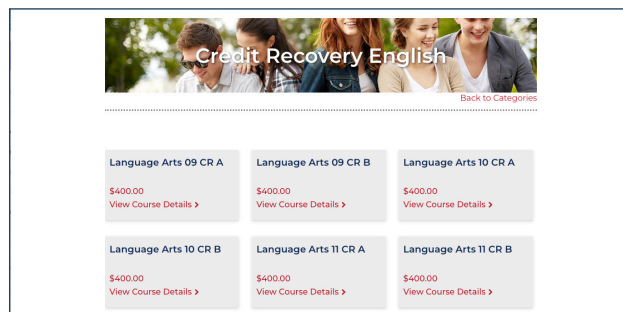 Credit Recovery English
Back to Categories
Language Arts 09 CR A
$400.00
View Course Details >
Language Arts 09 CR B
$400.00
View Course Details >
Language Arts 10 CR A
$400.00
View Course Details >
Language Arts 10 CR B
$400.00
View Course Details >
Language Arts 11 CR A
$400.00
View Course Details >
Language Arts 11 CR B
$400.00
View Course Details >